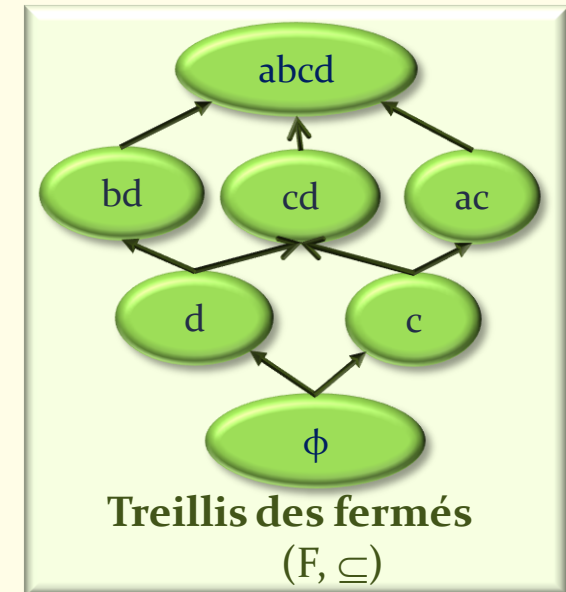 abcd
bd cd ac
d c
ϕ
Treillis des fermés
(F, ⊆)